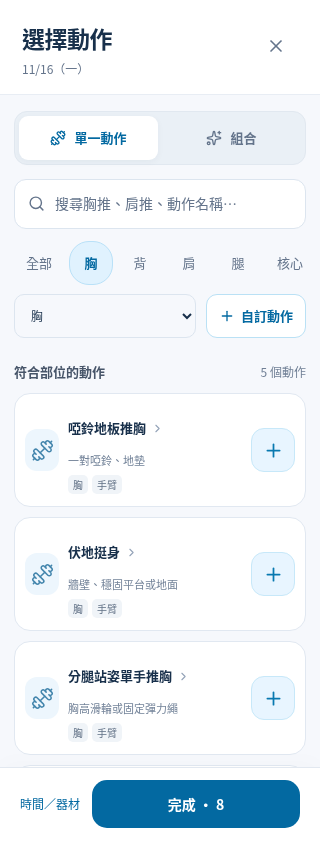 選擇動作
11/16（一）
單一動作
組合
搜尋胸推、肩推、動作名稱…
全部 胸 背 肩 腿 核心
胸
自訂動作
符合部位的動作 5 個動作
啞鈴地板推胸
一對啞鈴、地墊
胸 手臂
伏地挺身
牆壁、穩固平台或地面
胸 手臂
分腿站姿單手推胸
胸高滑輪或固定彈力繩
胸 手臂
時間／器材
完成 · 8